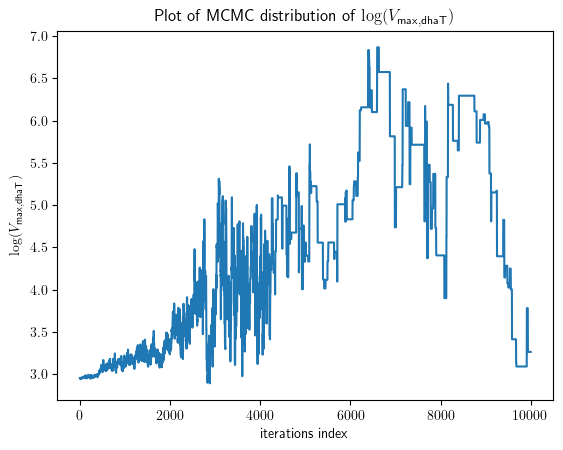 Plot of MCMC distribution of log(V_max,dhaT)
7.0
6.5
6.0
5.5
5.0
4.5
4.0
3.5
3.0
log(V_max,dhaT)
0 2000 4000 6000 8000 10000
iterations index